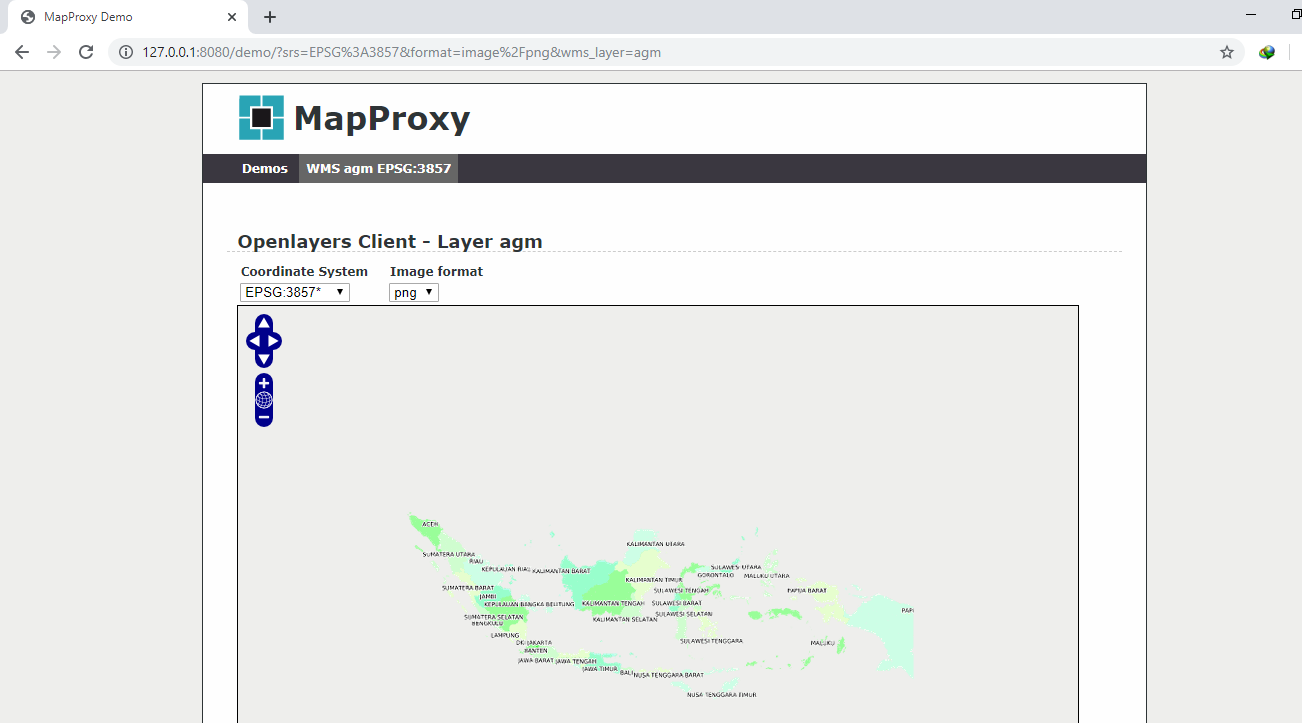 MapProxy Demo
127.0.0.1:8080/demo/?srs=EPSG%3A3857&format=image%2Fpng&wms_layer=agm
MapProxy
Demos WMS agm EPSG:3857
Openlayers Client - Layer agm
Coordinate System Image format
EPSG:3857* png
ACEH
KALIMANTAN UTARA
SUMATERA UTARA
RIAU
KEPULAUAN RIAU KALIMANTAN BARAT SULAWESI UTARA
GORONTALO MALUKU UTARA
KALIMANTAN TIMUR
SUMATERA BARAT SULAWESI TENGAH PAPUA BARAT
JAMBI
KEPULAUAN BANGKA BELITUNG KALIMANTAN TENGAH SULAWESI BARAT
PAPI
SULAWESI SELATAN
SUMATERA SELATAN KALIMANTAN SELATAN
BENGKULU
LAMPUNG
SULAWESI TENGGARA
DKI JAKARTA MALUKU
BANTEN
JAWA BARAT JAWA TENGAH
JAWA TIMUR
BALI NUSA TENGGARA BARAT
NUSA TENGGARA TIMUR